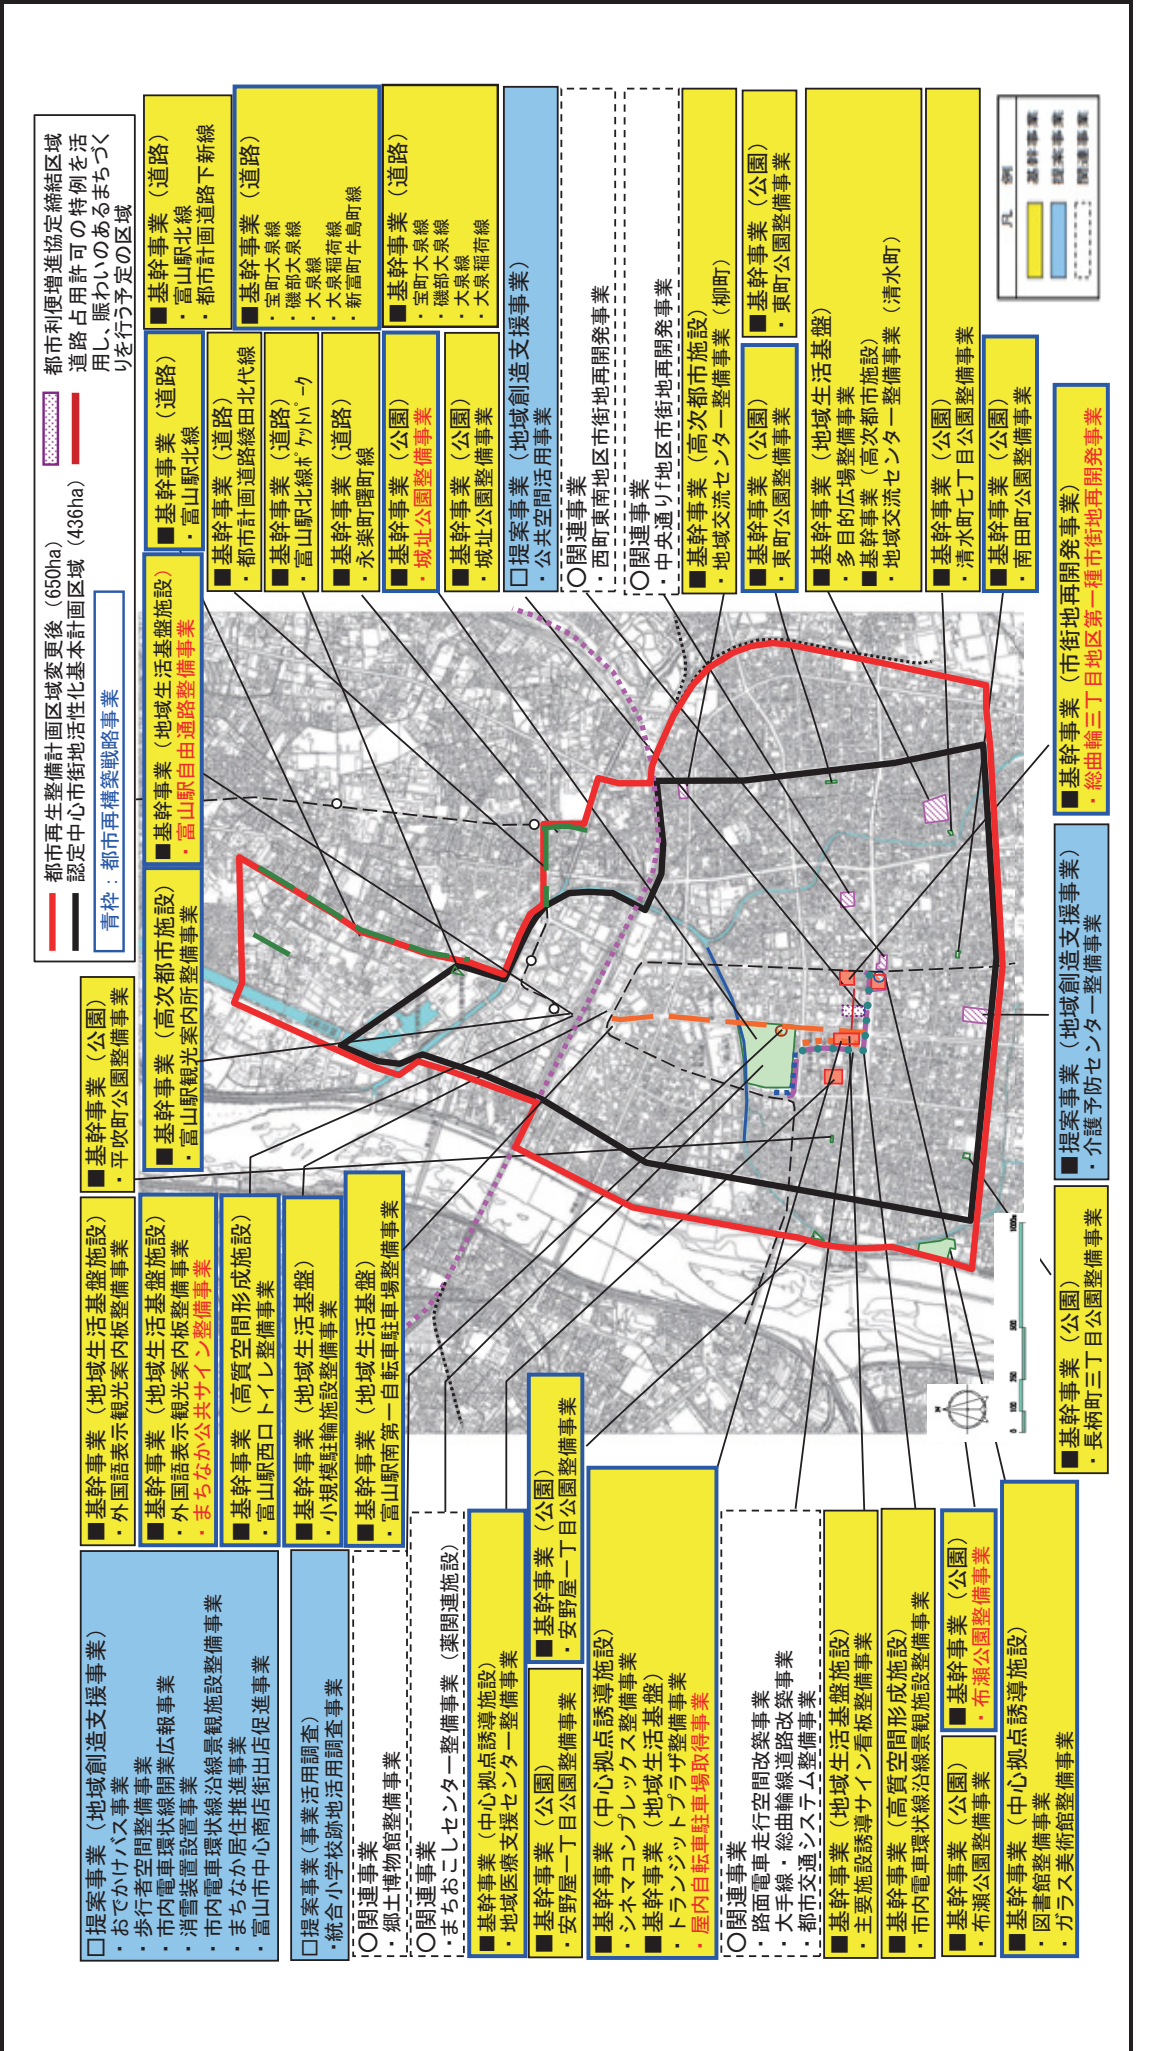 都市再生整備計画区域変更後（660ha）
認定中心市街地活性化基本計画区域（436ha）
青枠：都市再構築戦略事業
都市利便増進協定締結区域
道路占用許可の特例を活
用し、賑わいのあるまちづく
りを行う予定の区域
■基幹事業（公園）
・平吹町公園整備事業
■基幹事業（高次都市施設）
・富山駅観光案内所整備事業
■基幹事業（地域生活基盤施設）
・富山駅自由通路整備事業
■基幹事業（道路）
・富山駅北線
■基幹事業（道路）
・富山駅北線
・都市計画道路下新線
■基幹事業（道路）
・宝町大泉線
・磯部大泉線
・大泉線
・大泉稲荷線
・新富町牛島町線
■基幹事業（道路）
・宝町大泉線
・磯部大泉線
・大泉線
・大泉稲荷線
■基幹事業（道路）
・都市計画道路綾田北代線
■基幹事業（道路）
・富山駅北線ﾎﾟｹｯﾄﾊﾟｰｸ
■基幹事業（道路）
・永楽町曙町線
■基幹事業（公園）
・城址公園整備事業
■基幹事業（公園）
・城址公園整備事業
□提案事業（地域創造支援事業）
・公共空間活用事業
○関連事業
・西町東南地区市街地再開発事業
○関連事業
・中央通りf地区市街地再開発事業
■基幹事業（高次都市施設）
・地域交流センター整備事業（柳町）
■基幹事業（公園）
・東町公園整備事業
■基幹事業（公園）
・東町公園整備事業
■基幹事業（地域生活基盤）
・多目的広場整備事業
■基幹事業（高次都市施設）
・地域交流センター整備事業（清水町）
■基幹事業（公園）
・清水町七丁目公園整備事業
■基幹事業（公園）
・南田町公園整備事業
凡 例
基幹事業
提案事業
関連事業
■基幹事業（市街地再開発事業）
・総曲輪三丁目地区第一種市街地再開発事業
■提案事業（地域創造支援事業）
・介護予防センター整備事業
■基幹事業（公園）
・長柄町三丁目公園整備事業
■基幹事業（地域生活基盤施設）
・外国語表示観光案内板整備事業
■基幹事業（地域生活基盤施設）
・外国語表示観光案内板整備事業
・まちなか公共サイン整備事業
■基幹事業（高質空間形成施設）
・富山駅西口トイレ整備事業
■基幹事業（地域生活基盤）
・小規模駐輪施設整備事業
■基幹事業（地域生活基盤）
・富山駅南第一自転車駐車場整備事業
□提案事業（地域創造支援事業）
・おでかけバス事業
・歩行者空間整備事業
・市内電車環状線開業広報事業
・消雪装置設置事業
・市内電車環状線沿線景観施設整備事業
・まちなか居住推進事業
・富山市中心商店街出店促進事業
□提案事業（事業活用調査）
・統合小学校跡地活用調査事業
○関連事業
・郷土博物館整備事業
○関連事業
・まちおこしセンター整備事業（薬関連施設）
■基幹事業（中心拠点誘導施設）
・地域医療支援センター整備事業
■基幹事業（公園）
・安野屋一丁目公園整備事業
■基幹事業（公園）
・安野屋一丁目公園整備事業
■基幹事業（中心拠点誘導施設）
・シネマコンプレックス整備事業
■基幹事業（地域生活基盤）
・トランジットプラザ整備事業
・屋内自転車駐車場取得事業
○関連事業
・路面電車走行空間改築事業
・大手線・総曲輪線道路改築事業
・都市交通システム整備事業
■基幹事業（地域生活基盤施設）
・主要施設誘導サイン看板整備事業
■基幹事業（高質空間形成施設）
・市内電車環状線沿線景観施設整備事業
■基幹事業（公園）
・布瀬公園整備事業
■基幹事業（公園）
・布瀬公園整備事業
■基幹事業（中心拠点誘導施設）
・図書館整備事業
・ガラス美術館整備事業
0 100 250 500 1000m